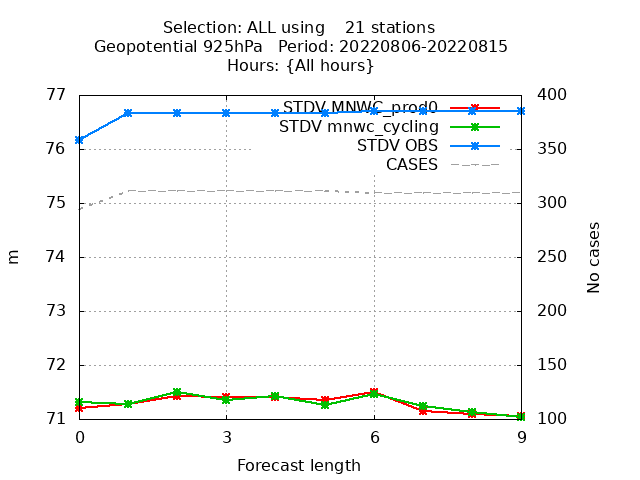 Selection: ALL using    21 stations
Geopotential 925hPa   Period: 20220806-20220815
Hours: {All hours}
77
76
75
74
73
72
71
400
350
300
250
200
150
100
STDV MNWC_prod0
STDV mnwc_cycling
STDV OBS
CASES
m
No cases
0
3
6
9
Forecast length